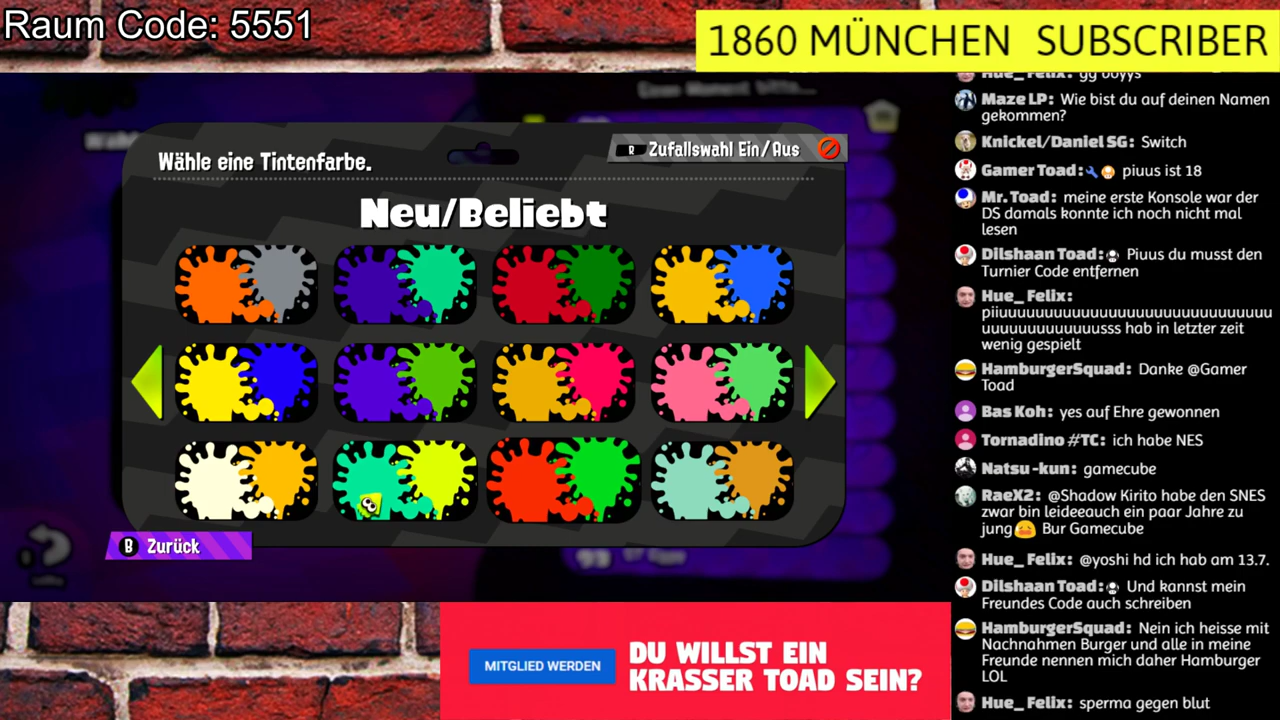 Raum Code: 5551
1860 MÜNCHEN SUBSCRIBER
Wähle eine Tintenfarbe.
R Zufallswahl Ein/Aus
Neu/Beliebt
B Zurück
MITGLIED WERDEN
DU WILLST EIN
KRASSER TOAD SEIN?
Hue_Felix: gg boyys
Maze LP: Wie bist du auf deinen Namen
gekommen?
Knickel/Daniel SG: Switch
Gamer Toad: piuus ist 18
Mr. Toad: meine erste Konsole war der
DS damals konnte ich noch nicht mal
lesen
Dilshaan Toad: Piuus du musst den
Turnier Code entfernen
Hue_Felix:
piiuuuuuuuuuuuuuuuuuuuuuuuuuuuu
uuuuuuuuuuuuusss hab in letzter zeit
wenig gespielt
HamburgerSquad: Danke @Gamer
Toad
Bas Koh: yes auf Ehre gewonnen
Tornadino #TC: ich habe NES
Natsu-kun: gamecube
RaeX2: @Shadow Kirito habe den SNES
zwar bin leideeauch ein paar Jahre zu
jung Bur Gamecube
Hue_Felix: @yoshi hd ich hab am 13.7.
Dilshaan Toad: Und kannst mein
Freundes Code auch schreiben
HamburgerSquad: Nein ich heisse mit
Nachnahmen Burger und alle in meine
Freunde nennen mich daher Hamburger
LOL
Hue_Felix: sperma gegen blut